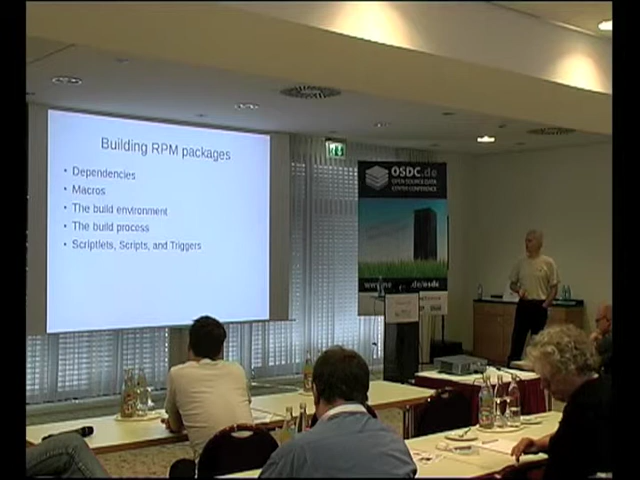 Building RPM packages
• Dependencies
• Macros
• The build environment
• The build process
• Scriptlets, Scripts, and Triggers
OSDC.de
OPEN SOURCE DATA
CENTER CONFERENCE